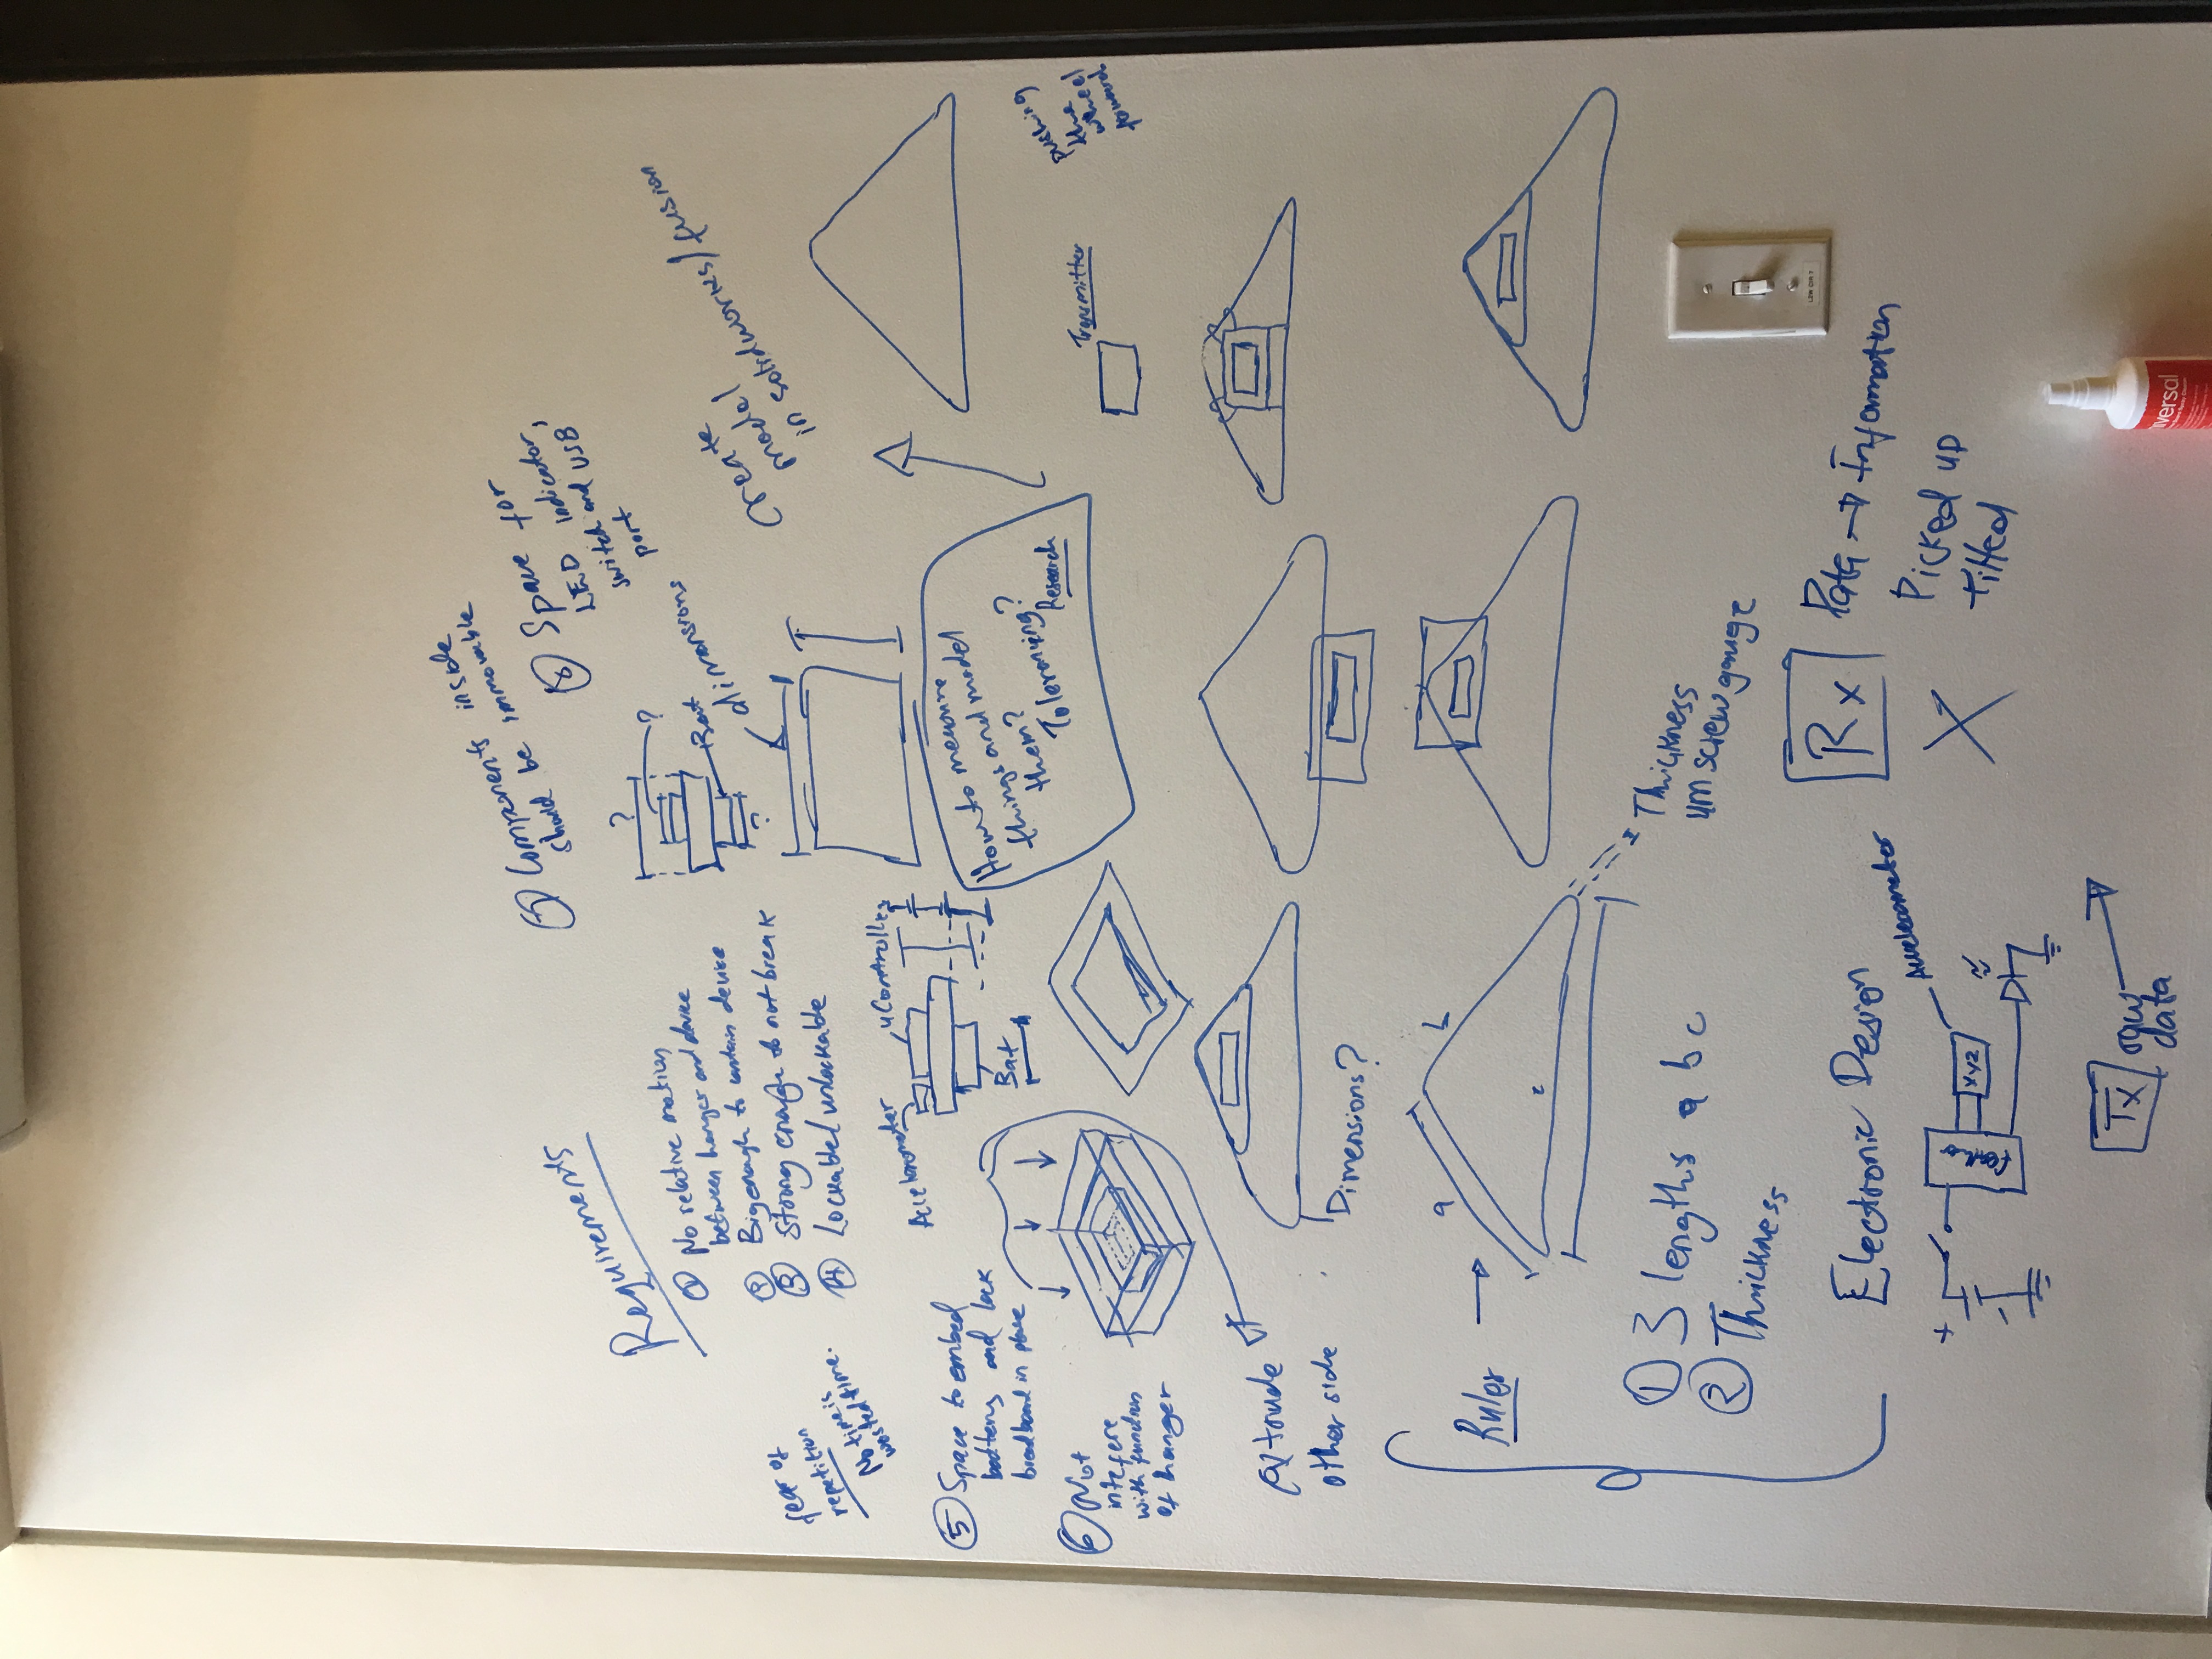 Requirements
① No relative motion
between hanger and device
② Big enough to contain device
③ Strong enough to not break
④ Lockable/unlockable
⑦ Components inside
should be immovable
⑧ Space for
LED indicator,
switch and USB
port
?
?
Bat
?
dimensions
fear of
repetition
No time is
wasted time.
create
model
in solidworks/fusion
Accelerometer
uController
Bat
⑤ Space to embed
battery and lock
breadboard in place
⑥ Not
intefere
with function
of hanger
How to measure
things and model
them?
Tolerancing?
Research
Transmitter
pushing
the
wheel
forward
extrude
other side
Dimensions?
Ruler
a
b
c
① 3 lengths a b c
② Thickness
Thickness
um screw gauge
Electronic Design
Accelerometer
+
-
feather
xyz
Rx
Data → Information
X
Picked up
Tilted
Tx
raw
data
LSW CIR 7
iversal